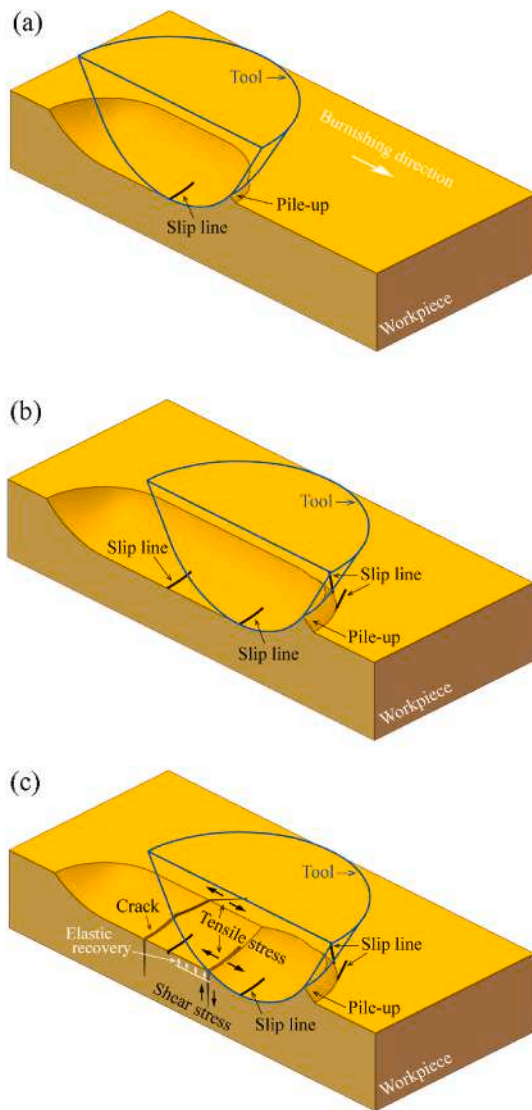 (a)
Tool
Burnishing direction
Slip line
Pile-up
Workpiece
(b)
Tool
Slip line
Slip line
Slip line
Pile-up
Workpiece
(c)
Tool
Crack
Tensile stress
Slip line
Elastic
recovery
Pile-up
Shear stress
Slip line
Workpiece